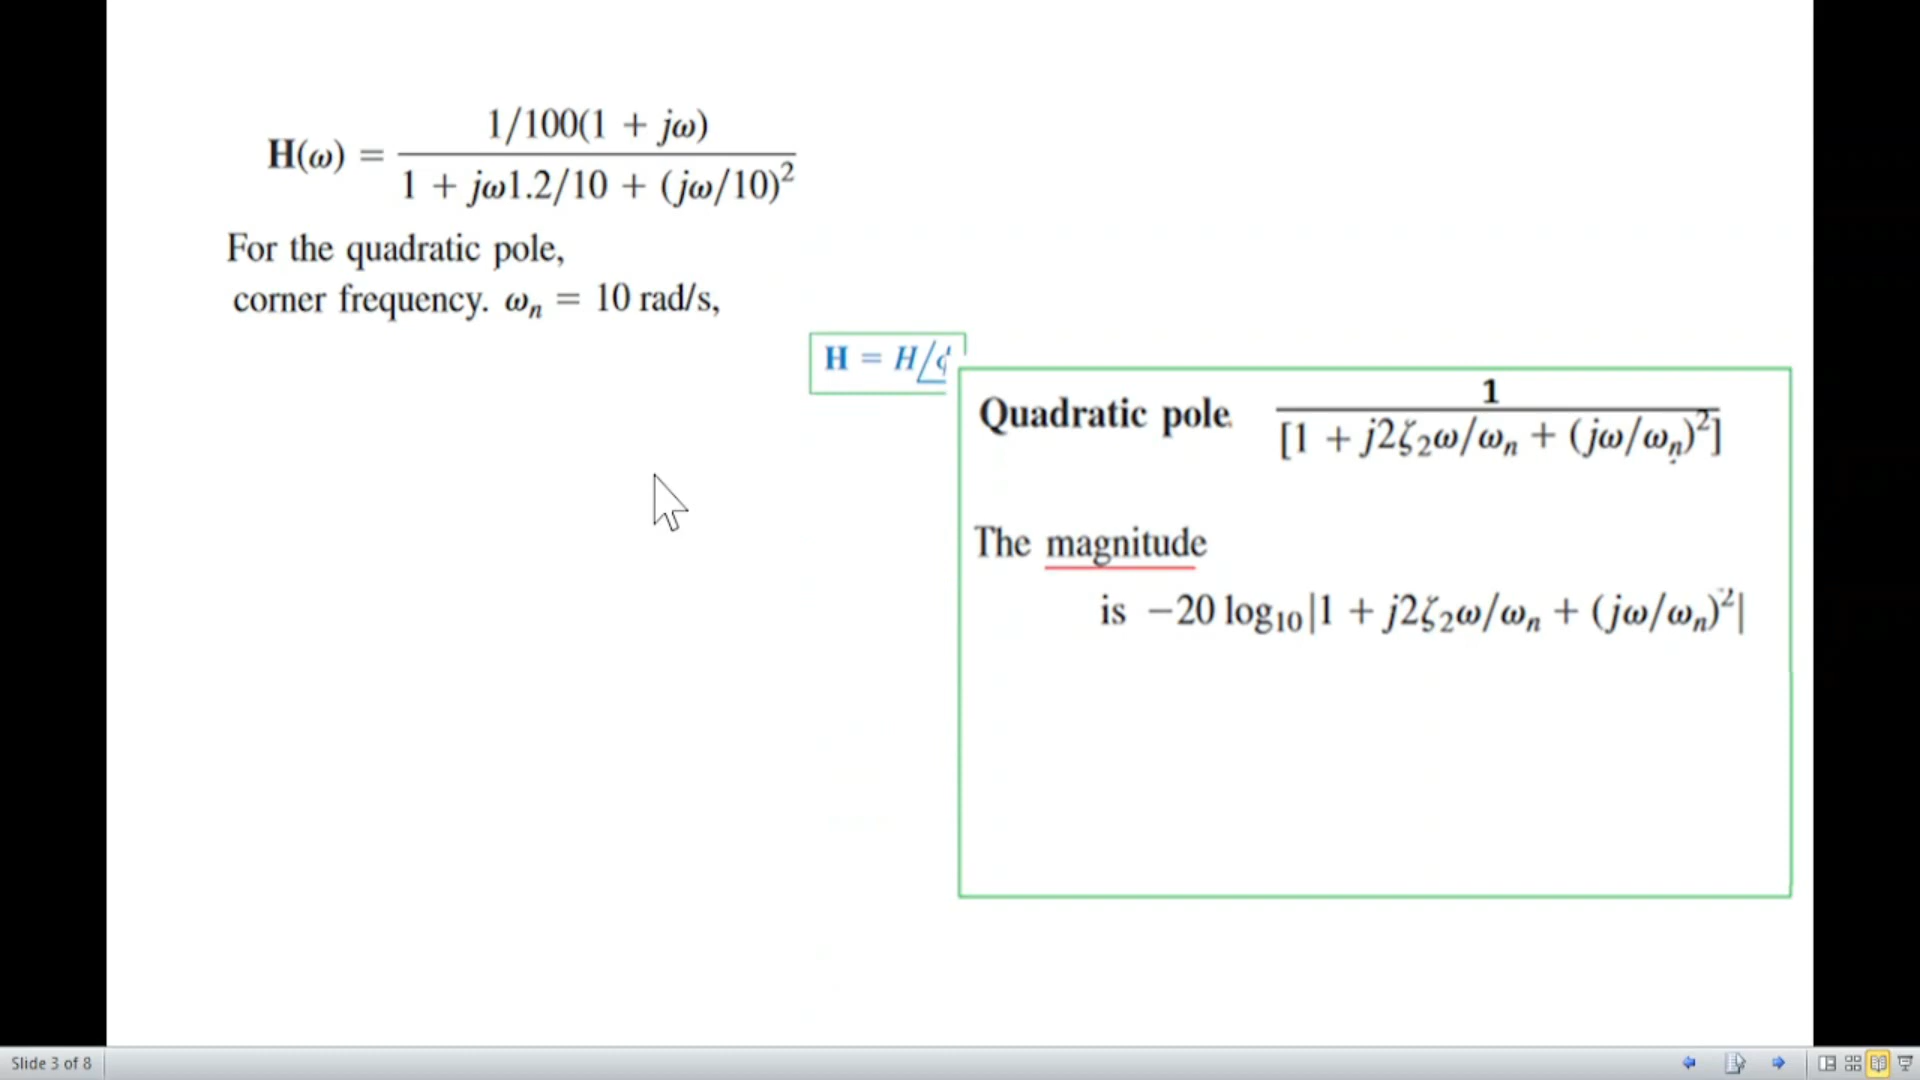 H(ω) = 1/100(1 + jω) / 1 + jω1.2/10 + (jω/10)²
For the quadratic pole,
corner frequency. ωₙ = 10 rad/s,
H = H/
Quadratic pole 1 / [1 + j2ζ₂ω/ωₙ + (jω/ωₙ)²]
The magnitude
is −20 log₁₀|1 + j2ζ₂ω/ωₙ + (jω/ωₙ)²|
Slide 3 of 8